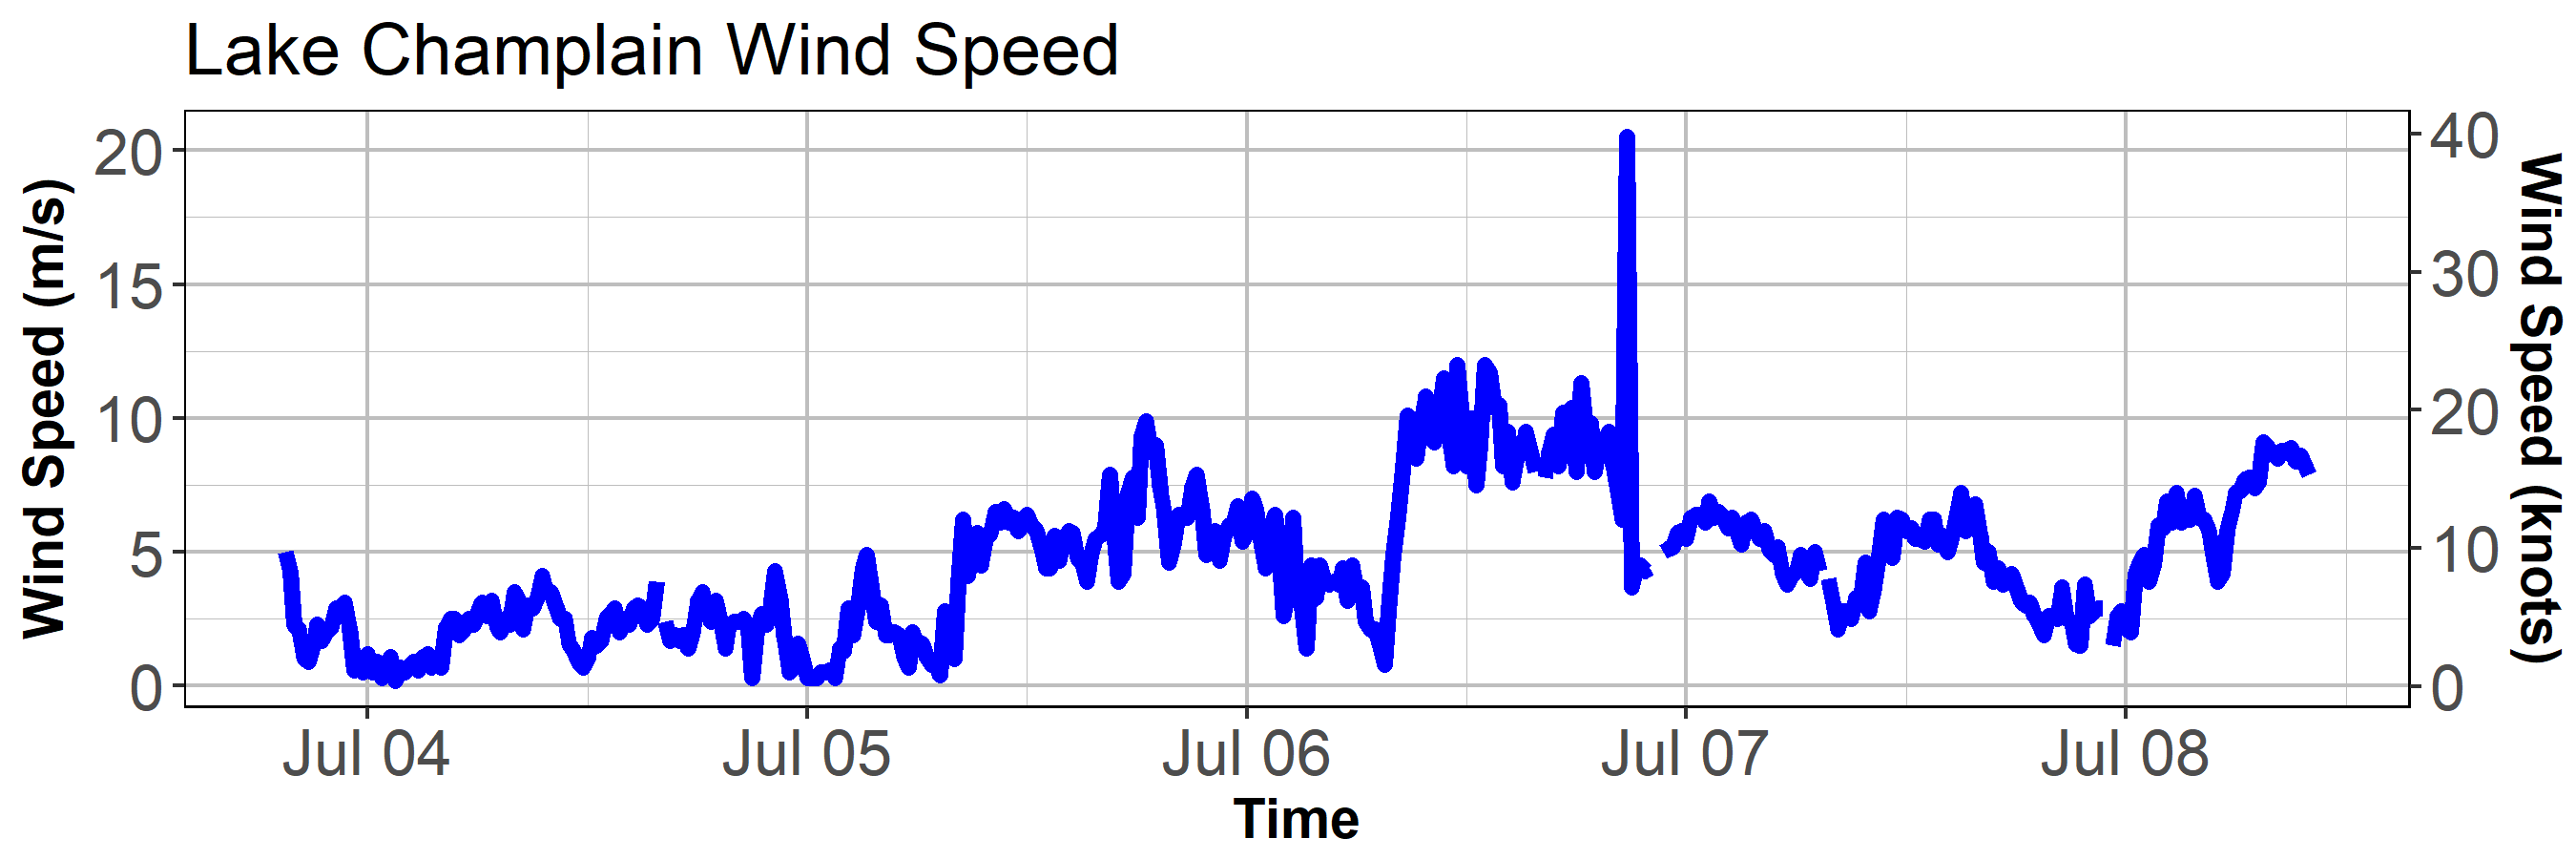 Lake Champlain Wind Speed
Wind Speed (m/s)
20
15
10
5
0
40
30
20
10
0
Wind Speed (knots)
Jul 04
Jul 05
Jul 06
Jul 07
Jul 08
Time